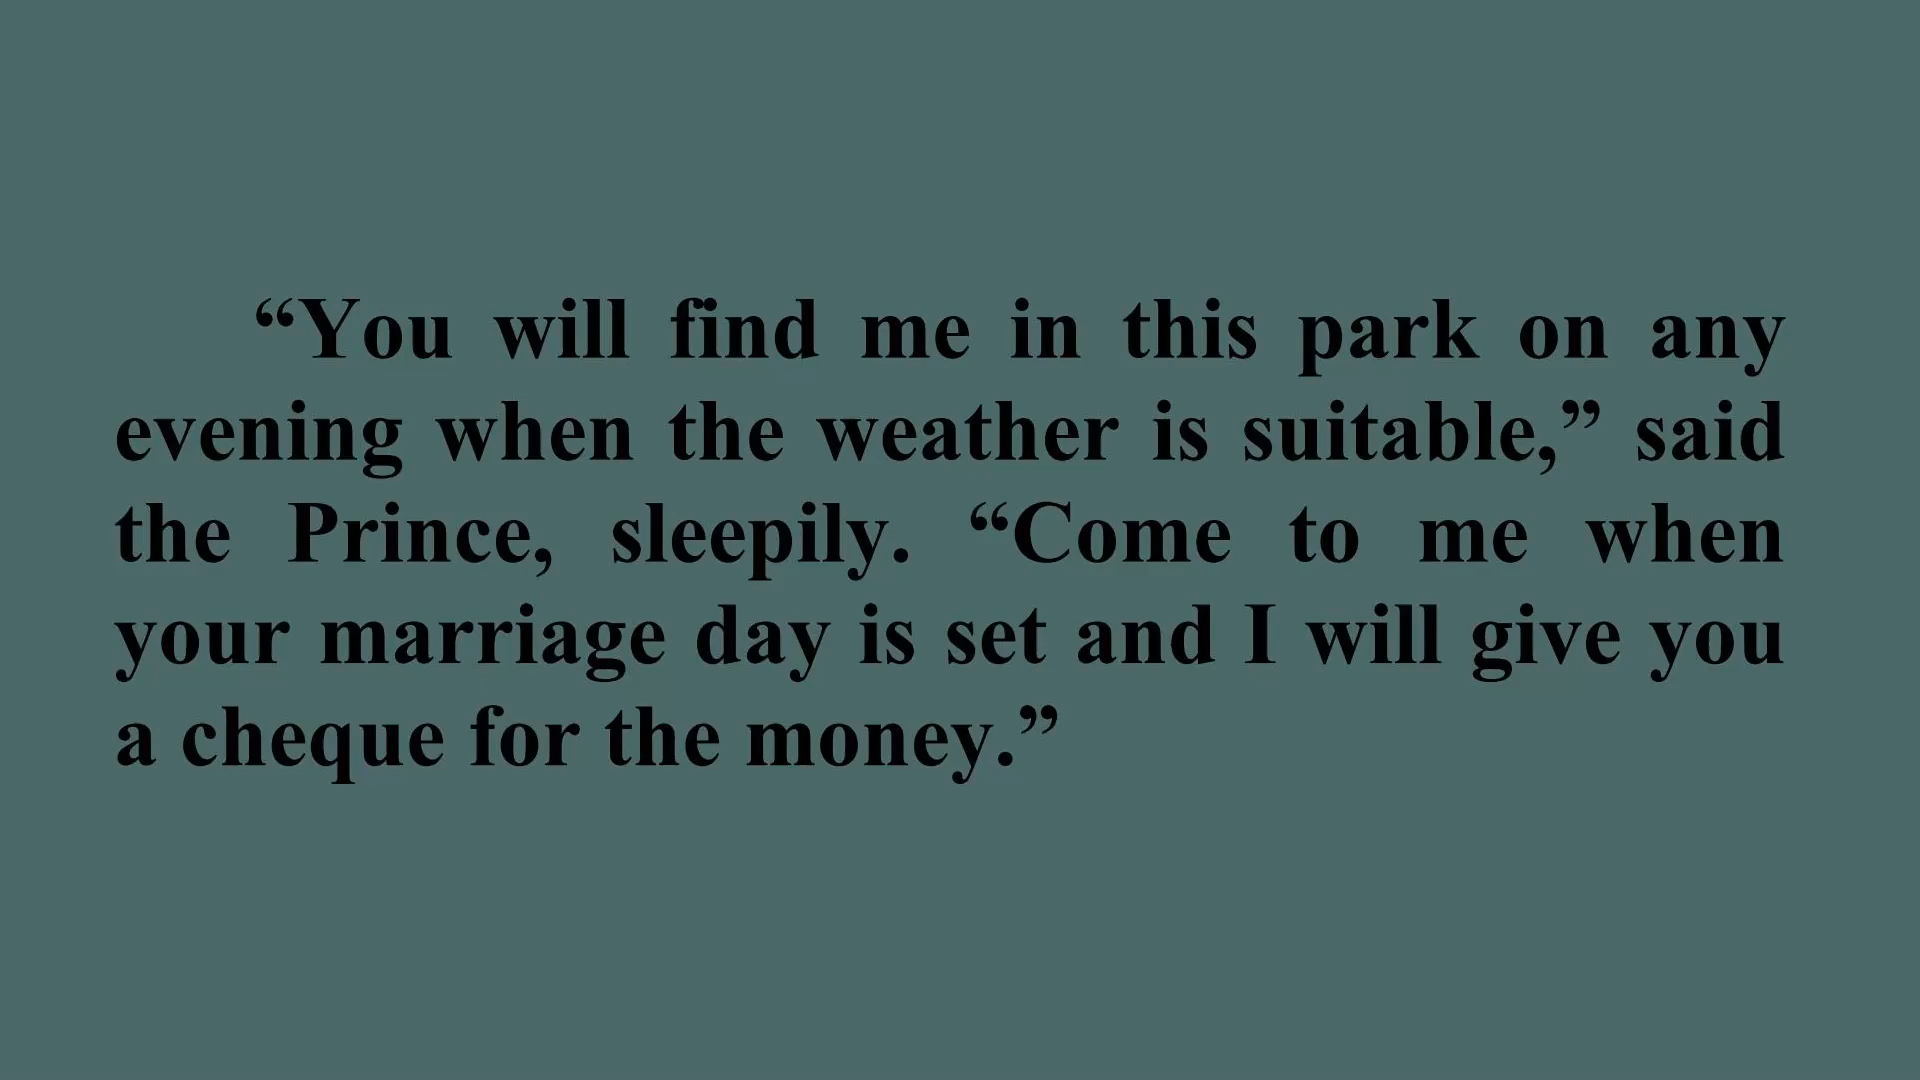 “You will find me in this park on any
evening when the weather is suitable,” said
the Prince, sleepily. “Come to me when
your marriage day is set and I will give you
a cheque for the money.”